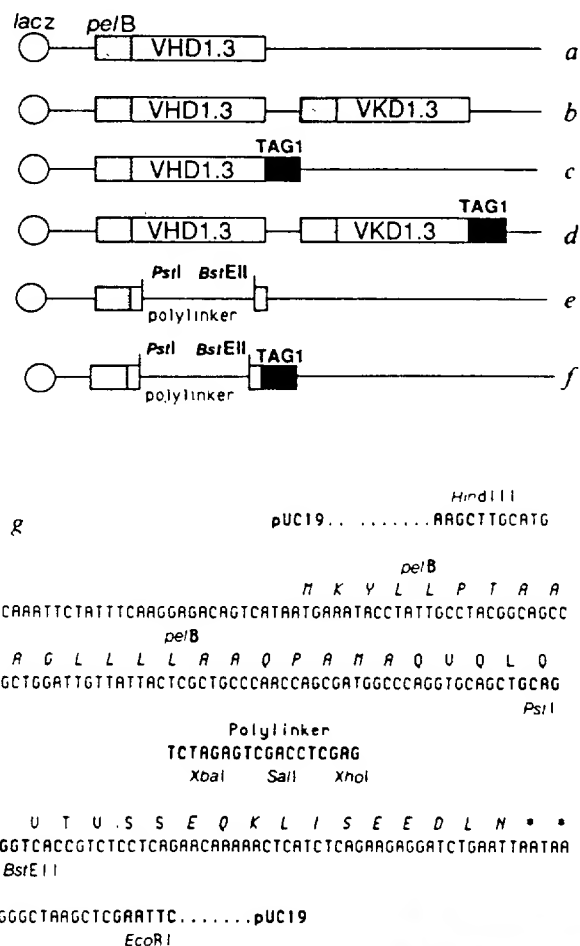 lacz pelB
VHD1.3 a
VHD1.3 VKD1.3 b
TAG1
VHD1.3 c
TAG1
VHD1.3 VKD1.3 d
PstI BstEII
polylinker e
PstI BstEII TAG1
polylinker f
HindIII
g pUC19.. ........AAGCTTGCATG
pelB
M K Y L L P T A A
CAAATTCTATTTCAAGGAGACAGTCATAATGAAATACCTATTGCCTACGGCAGCC
pelB
A G L L L L A A Q P A M A Q V Q L Q
GCTGGATTGTTATTACTCGCTGCCCAACCAGCGATGGCCCAGGTGCAGCTGCAG
PstI
Polylinker
TCTAGAGTCGACCTCGAG
XbaI SalI XhoI
V T V . S S E Q K L I S E E D L N * *
GGTCACCGTCTCCTCAGAACAAAAACTCATCTCAGAAGAGGATCTGAATTAATAA
BstEII
GGGCTAAGCTCGAATTC.......pUC19
EcoRI